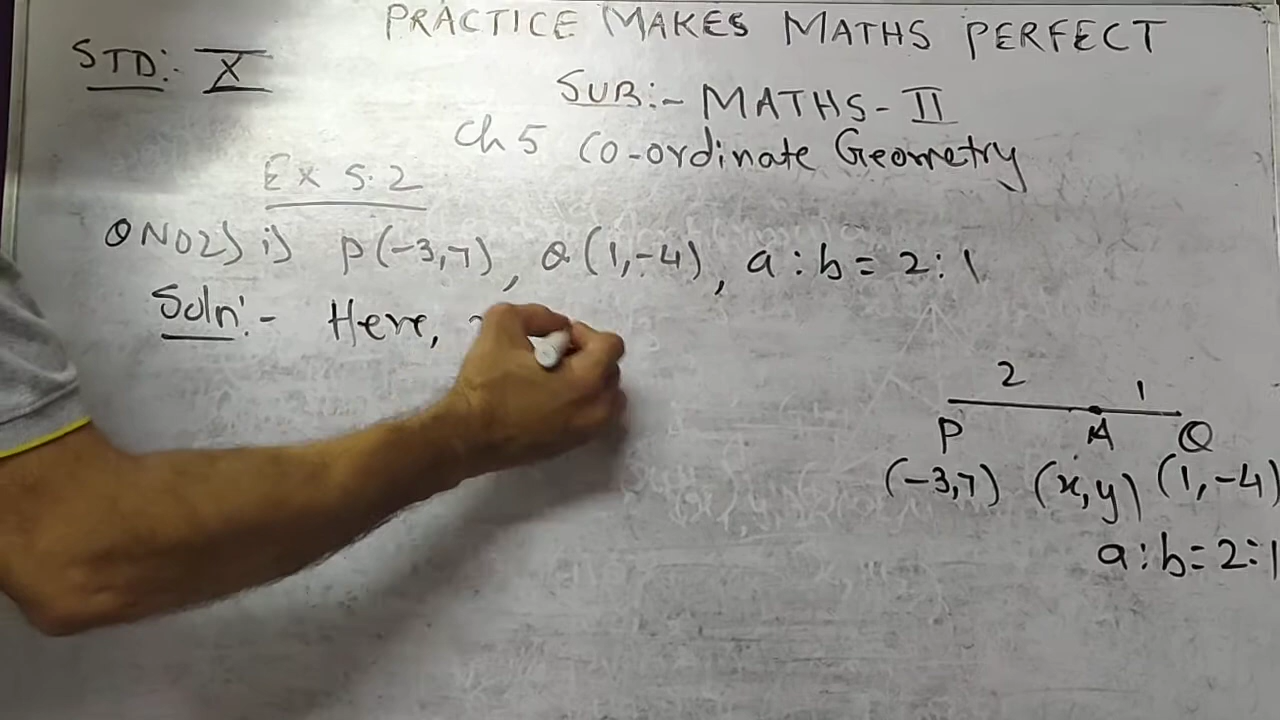 PRACTICE MAKES MATHS PERFECT
STD:- X
SUB:- MATHS-II
Ch 5 Co-ordinate Geometry
Ex 5.2
QNO2) i) P(-3,7), Q(1,-4), a:b=2:1
Soln:- Here,
2 1
P A Q
(-3,7) (x,y) (1,-4)
a:b=2:1